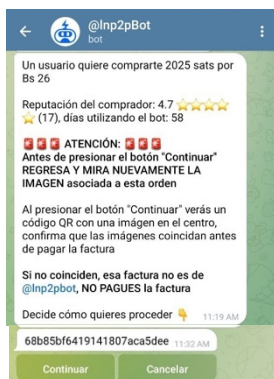 @lnp2pBot
bot
Un usuario quiere comprarte 2025 sats por
Bs 26
Reputación del comprador: 4.7 ⭐⭐⭐⭐
⭐ (17), días utilizando el bot: 58
🚨🚨🚨 ATENCIÓN: 🚨🚨🚨
Antes de presionar el botón "Continuar"
REGRESA Y MIRA NUEVAMENTE LA
IMAGEN asociada a esta orden
Al presionar el botón "Continuar" verás un
código QR con una imágen en el centro,
confirma que las imágenes coincidan antes
de pagar la factura
Si no coinciden, esa factura no es de
@lnp2pbot, NO PAGUES la factura
Decide cómo quieres proceder 👇 11:19 AM
68b85bf6419141807aca5dee 11:32 AM
Continuar Cancelar